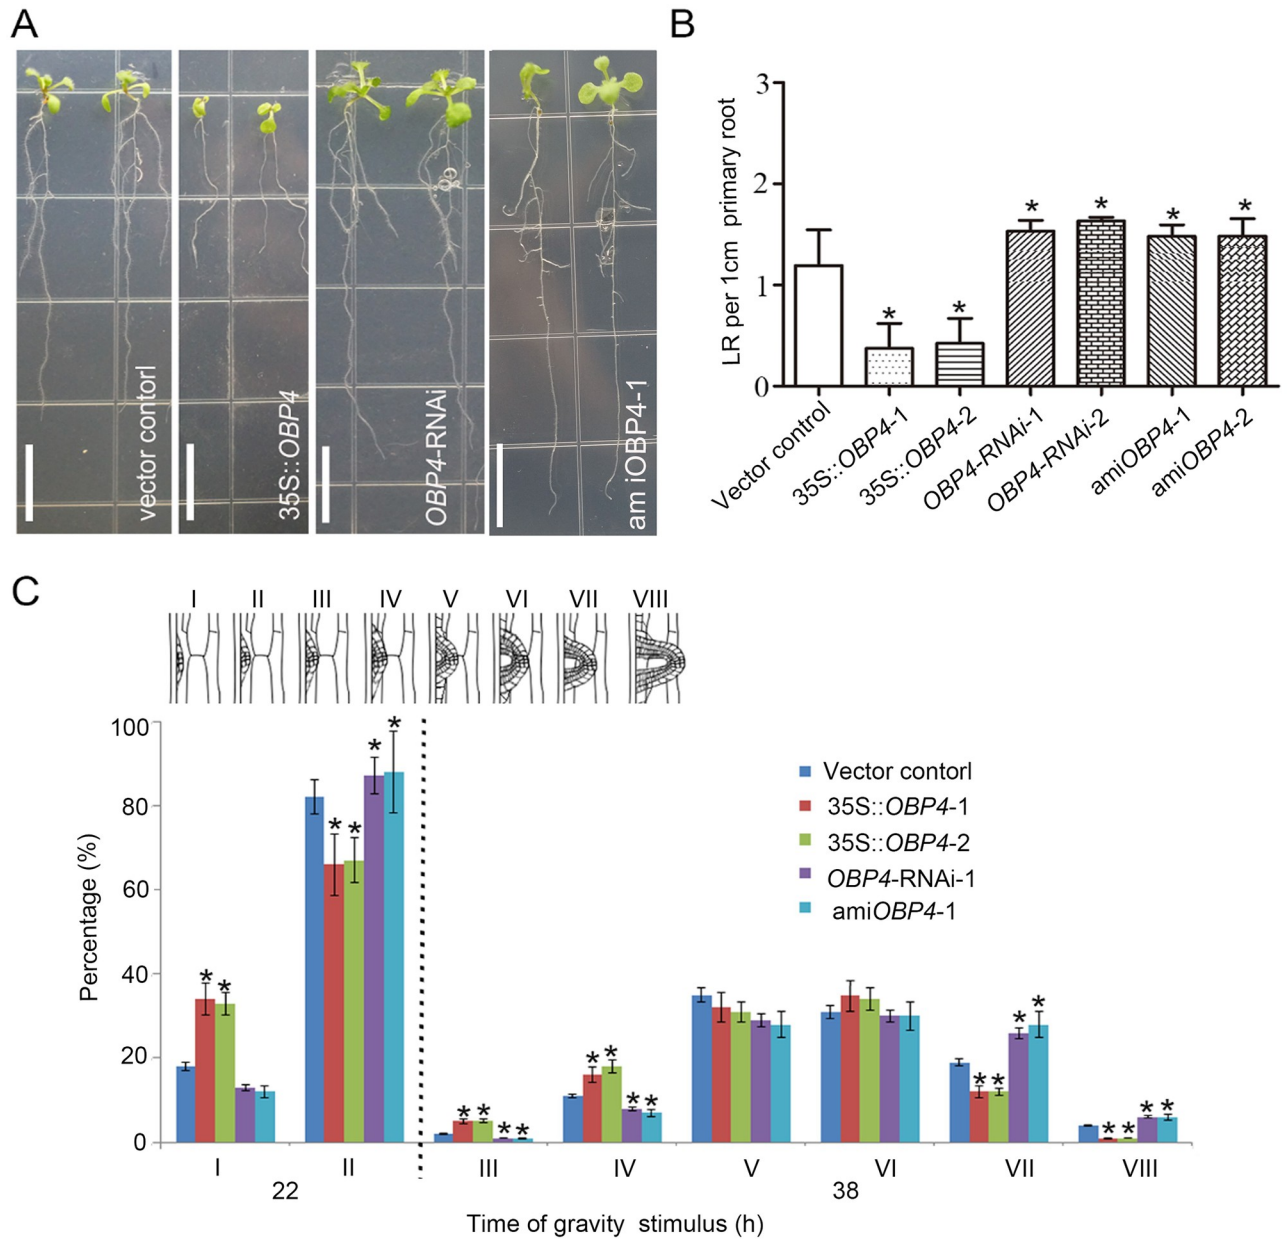 A
B
vector contorl
35S::OBP4
OBP4-RNAi
am iOBP4-1
LR per 1cm primary root
3
2
1
0
Vector control
35S::OBP4-1
35S::OBP4-2
OBP4-RNAi-1
OBP4-RNAi-2
amiOBP4-1
amiOBP4-2
* * * * * *
C
I II III IV V VI VII VIII
Percentage (%)
100
80
60
40
20
0
* * * * * * * * * * * * * * * * * * * * * *
Vector contorl
35S::OBP4-1
35S::OBP4-2
OBP4-RNAi-1
amiOBP4-1
I II III IV V VI VII VIII
22 38
Time of gravity stimulus (h)